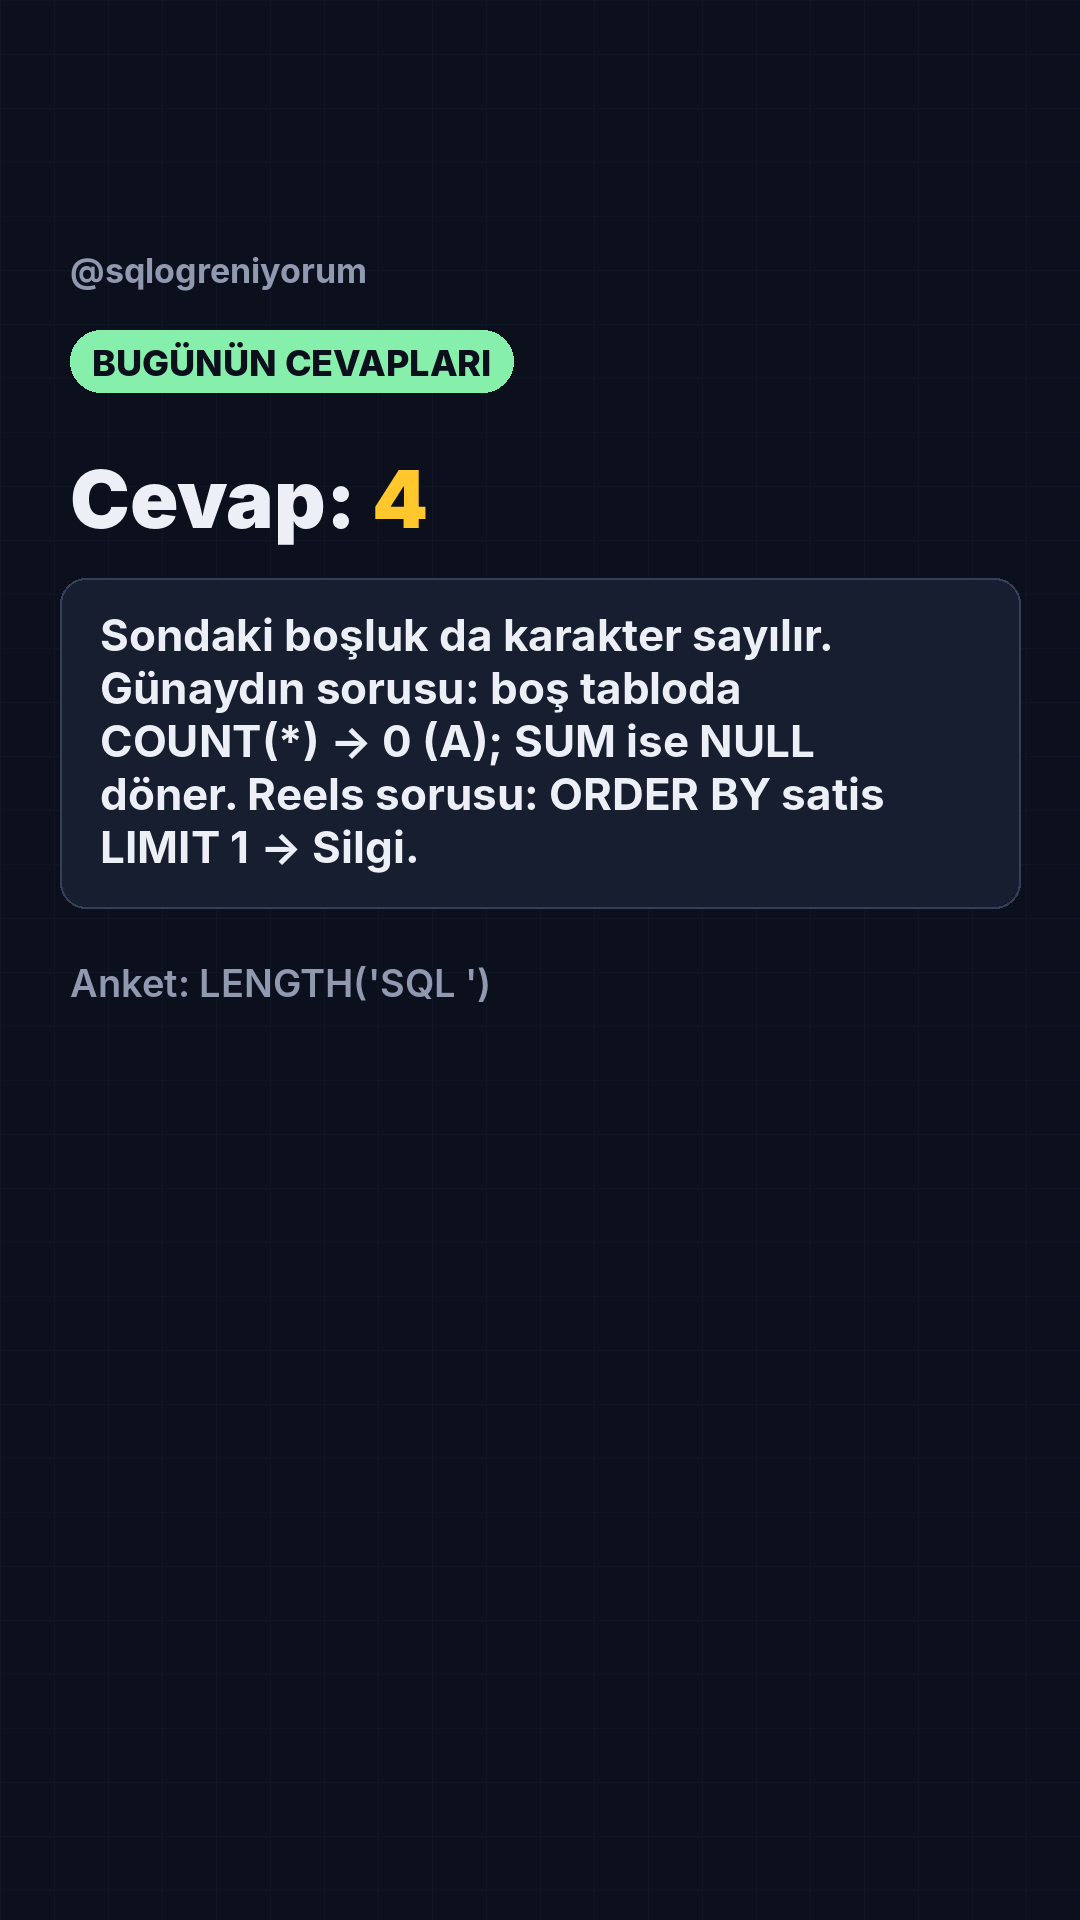 @sqlogreniyorum
BUGÜNÜN CEVAPLARI
Cevap: 4
Sondaki boşluk da karakter sayılır.
Günaydın sorusu: boş tabloda
COUNT(*) → 0 (A); SUM ise NULL
döner. Reels sorusu: ORDER BY satis
LIMIT 1 → Silgi.
Anket: LENGTH('SQL ')